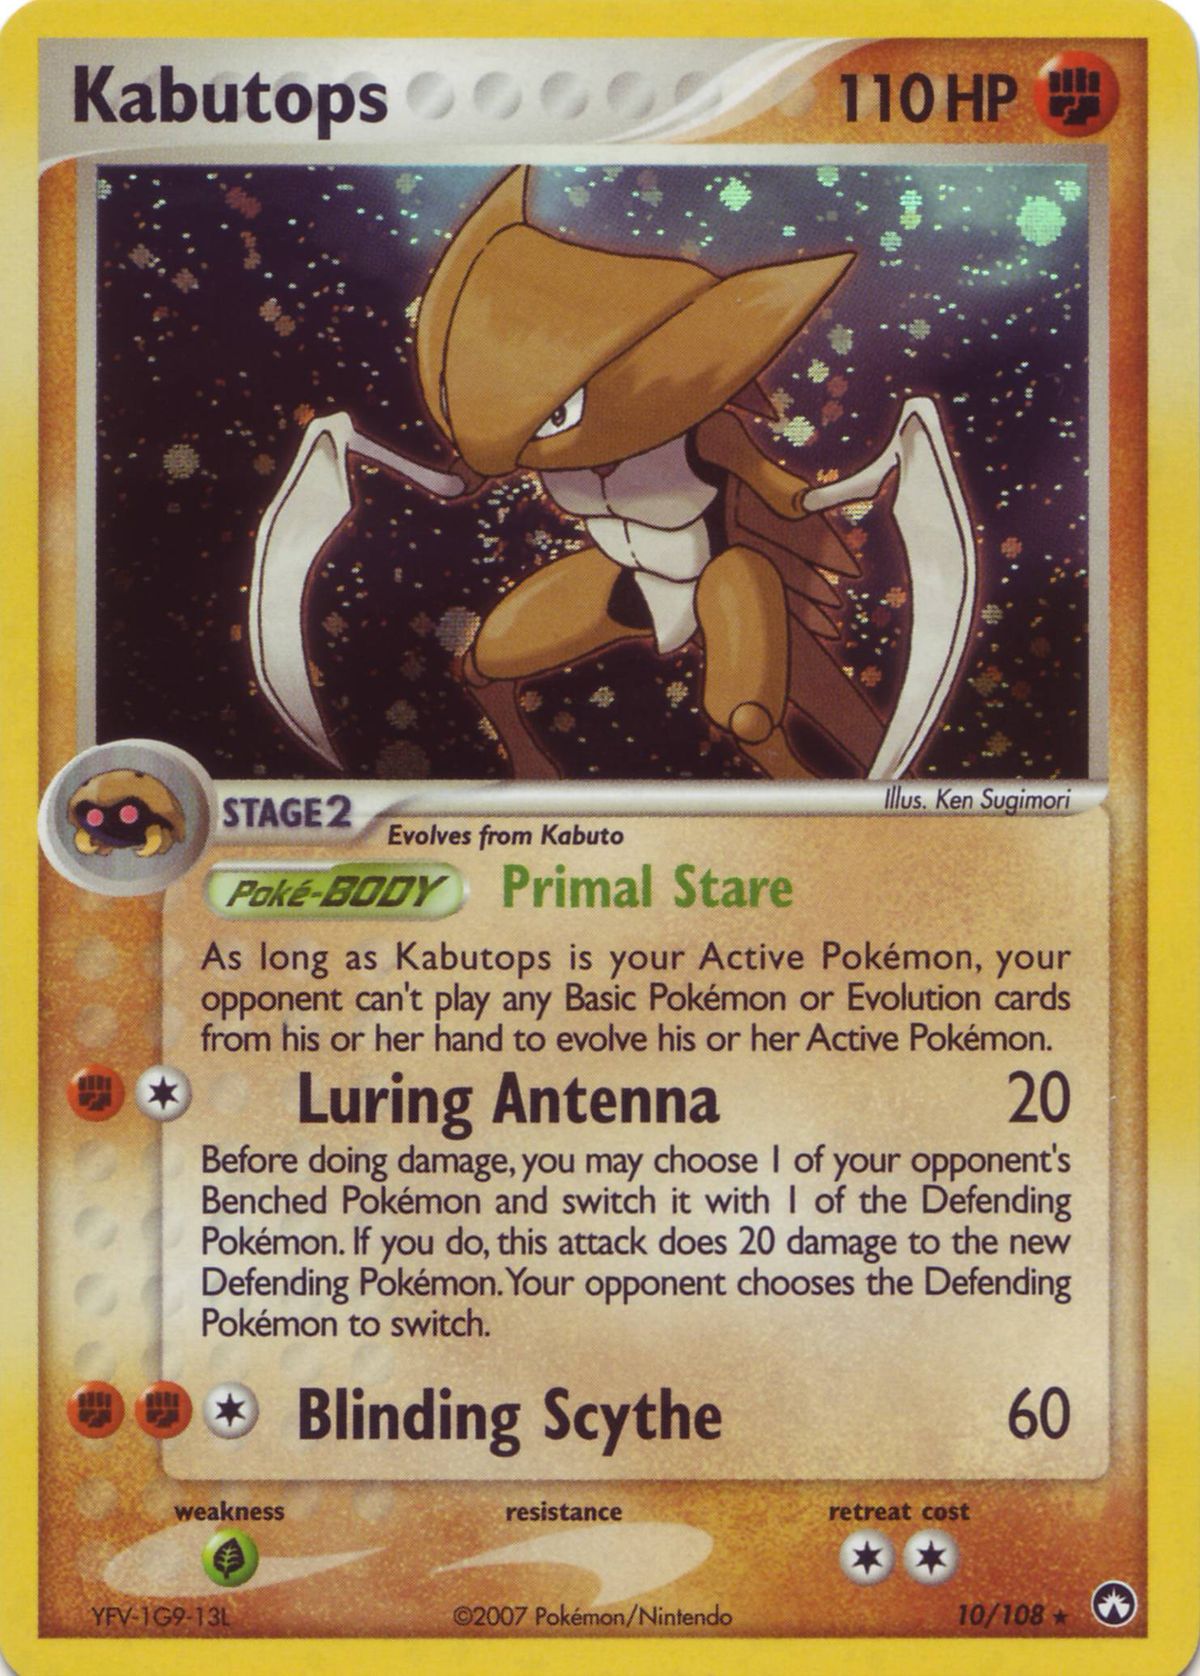 Kabutops
110 HP
Illus. Ken Sugimori
STAGE 2
Evolves from Kabuto
Poké-BODY Primal Stare
As long as Kabutops is your Active Pokémon, your
opponent can't play any Basic Pokémon or Evolution cards
from his or her hand to evolve his or her Active Pokémon.
Luring Antenna 20
Before doing damage, you may choose 1 of your opponent's
Benched Pokémon and switch it with 1 of the Defending
Pokémon. If you do, this attack does 20 damage to the new
Defending Pokémon. Your opponent chooses the Defending
Pokémon to switch.
Blinding Scythe 60
weakness resistance retreat cost
YFV-1G9-13L ©2007 Pokémon/Nintendo 10/108 ★